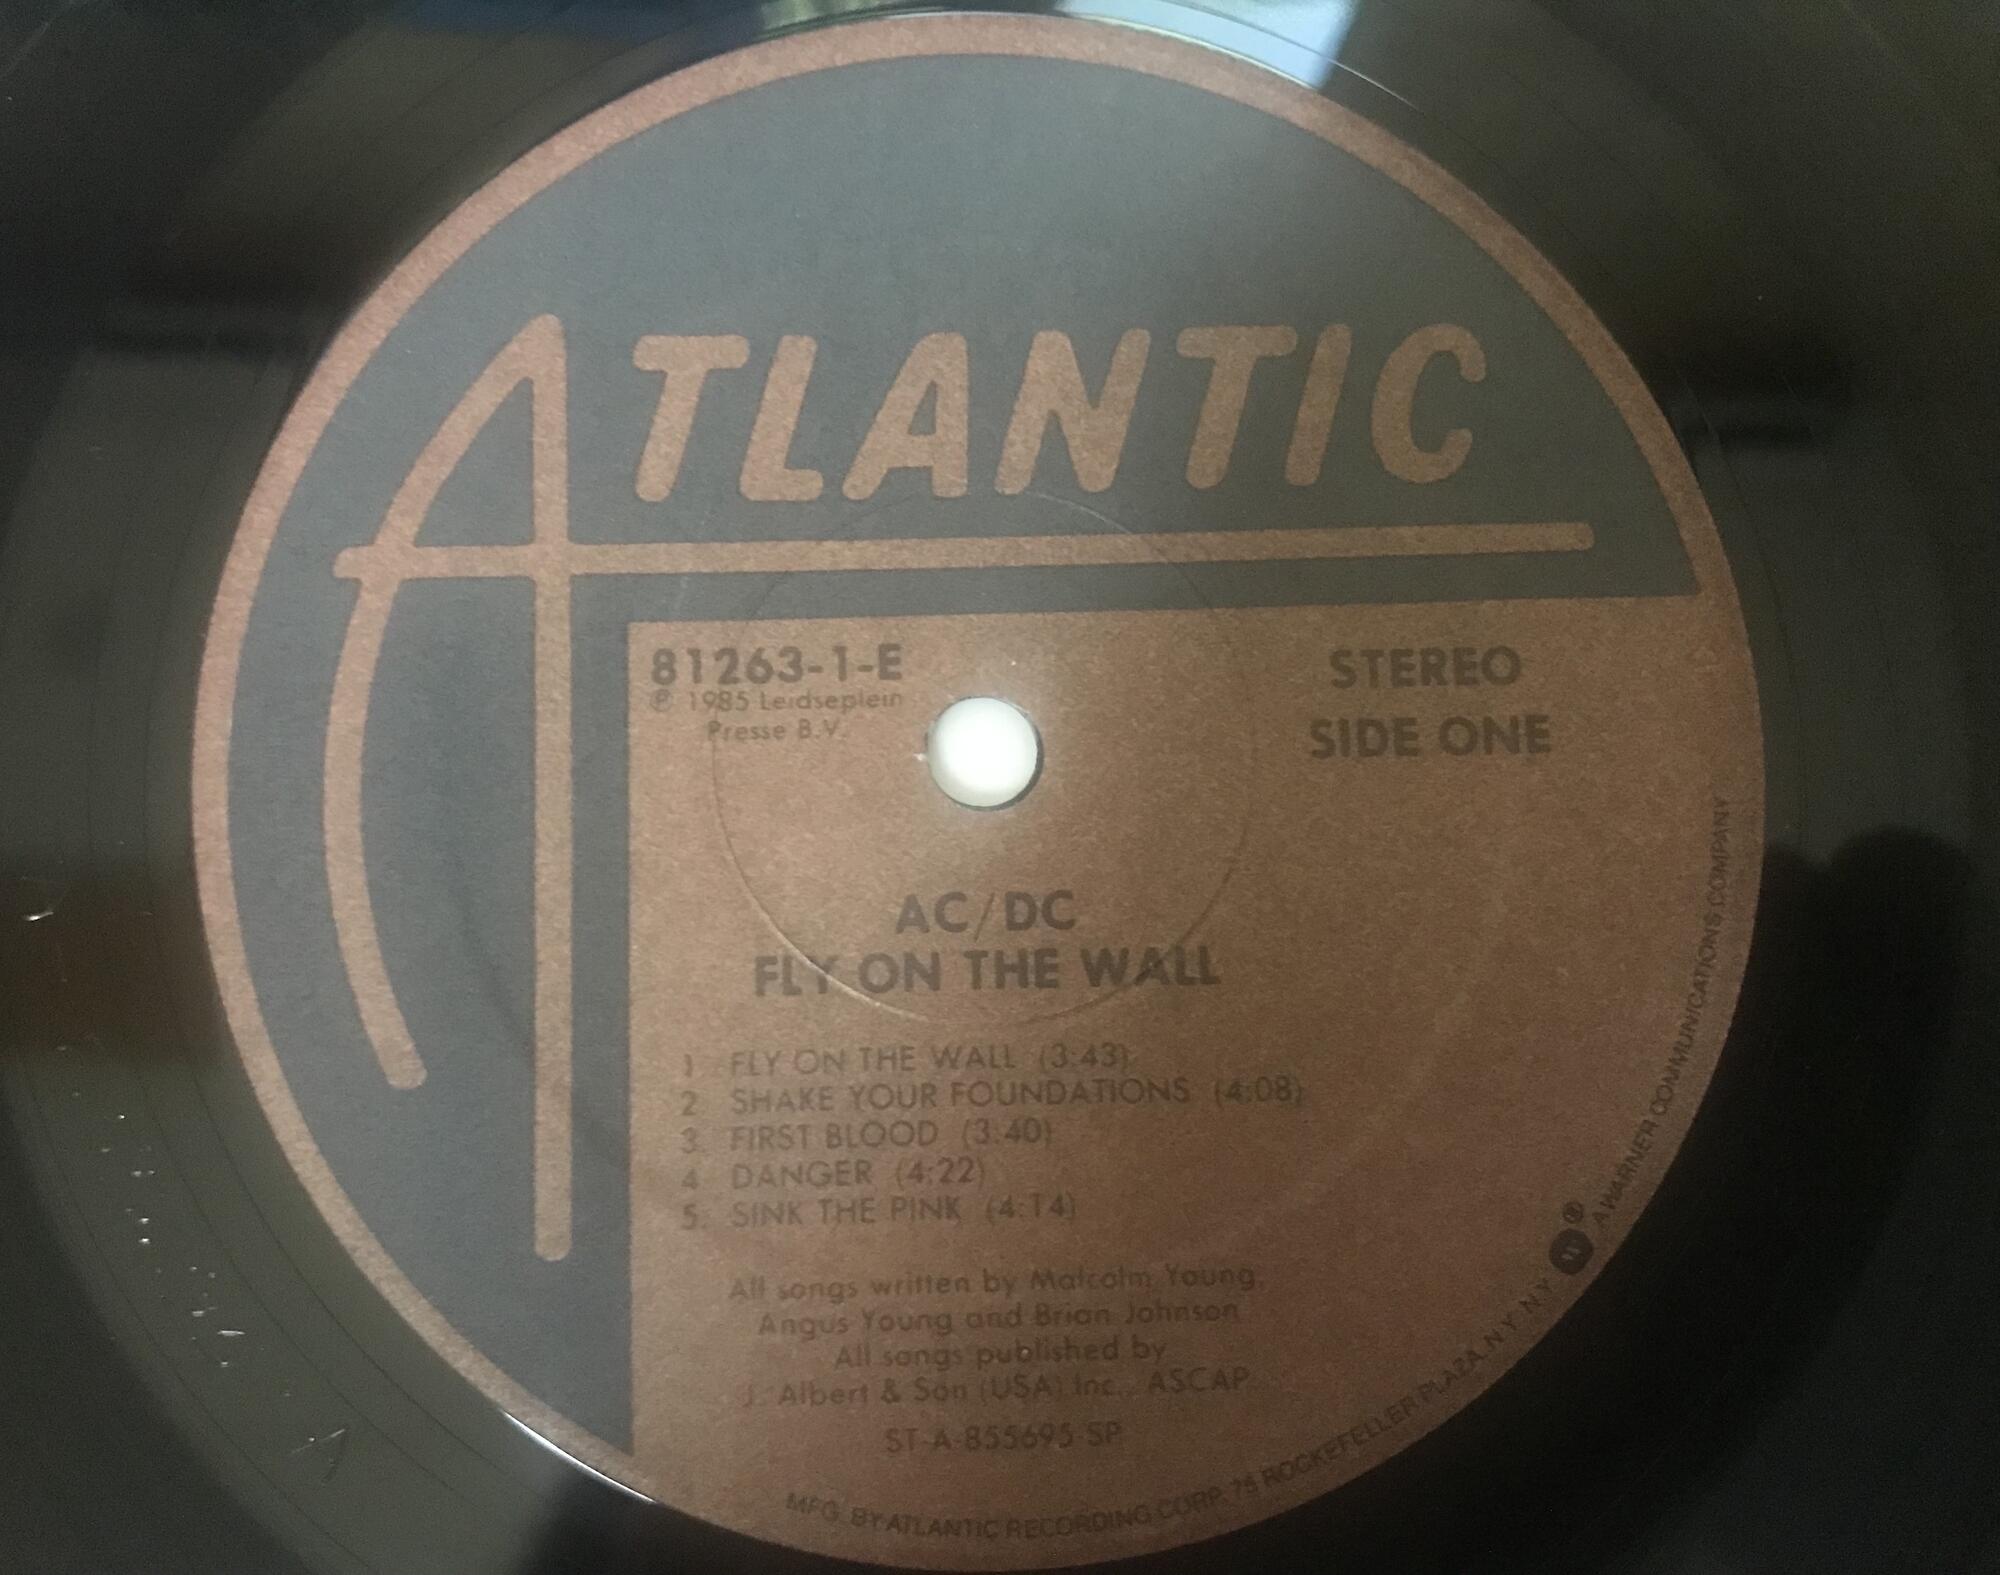 ATLANTIC
81263-1-E
℗ 1985 Leidseplein
Presse B.V.
STEREO
SIDE ONE
AC/DC
FLY ON THE WALL
1 FLY ON THE WALL (3:43)
2 SHAKE YOUR FOUNDATIONS (4:08)
3. FIRST BLOOD (3:40)
4 DANGER (4:22)
5. SINK THE PINK (4:14)
All songs written by Malcolm Young,
Angus Young and Brian Johnson
All songs published by
J. Albert & Son (USA) Inc., ASCAP
ST-A-855695-SP
MFG. BY ATLANTIC RECORDING CORP. 75 ROCKEFELLER PLAZA, N.Y. N.Y. ® A WARNER COMMUNICATIONS COMPANY